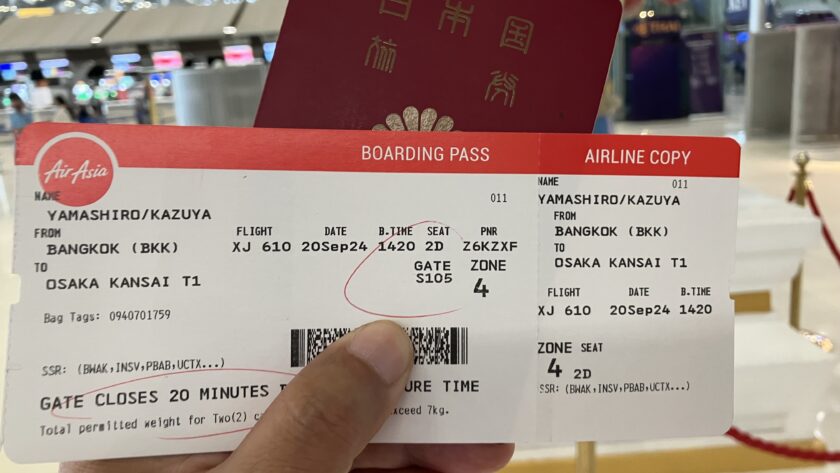 日本国
旅券
AirAsia
BOARDING PASS
AIRLINE COPY
011
NAME
YAMASHIRO/KAZUYA
FROM
BANGKOK (BKK)
TO
OSAKA KANSAI T1
FLIGHT DATE B.TIME SEAT PNR
XJ 610 20Sep24 1420 2D Z6KZXF
GATE ZONE
S105 4
Bag Tags: 0940701759
SSR: (BWAK,INSV,PBAB,UCTX...)
GATE CLOSES 20 MINUTES TIME
Total permitted weight for Two(2) exceed 7kg.
NAME 011
YAMASHIRO/KAZUYA
FROM
BANGKOK (BKK)
TO
OSAKA KANSAI T1
FLIGHT DATE B.TIME
XJ 610 20Sep24 1420
ZONE SEAT
4 2D
SSR: (BWAK,INSV,PBAB,UCTX...)